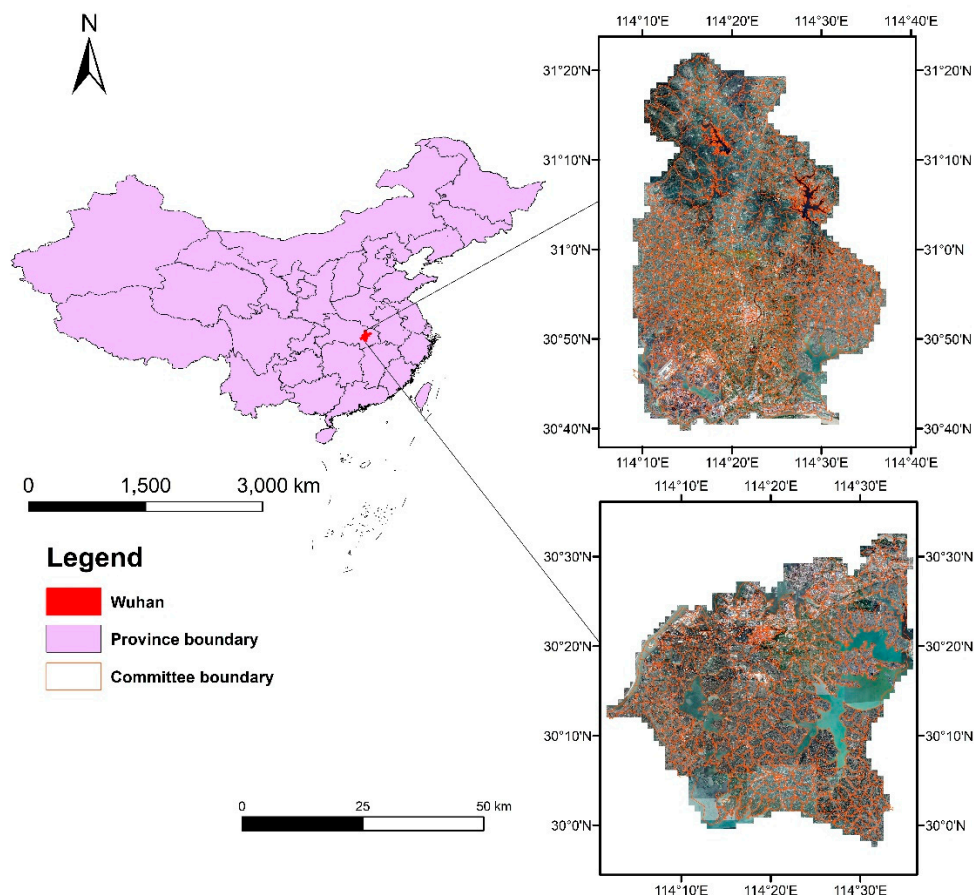 N
0 1,500 3,000 km
Legend
Wuhan
Province boundary
Committee boundary
0 25 50 km
114°10'E 114°20'E 114°30'E 114°40'E
31°20'N 31°20'N
31°10'N 31°10'N
31°0'N 31°0'N
30°50'N 30°50'N
30°40'N 30°40'N
114°10'E 114°20'E 114°30'E 114°40'E
114°10'E 114°20'E 114°30'E
30°30'N 30°30'N
30°20'N 30°20'N
30°10'N 30°10'N
30°0'N 30°0'N
114°10'E 114°20'E 114°30'E